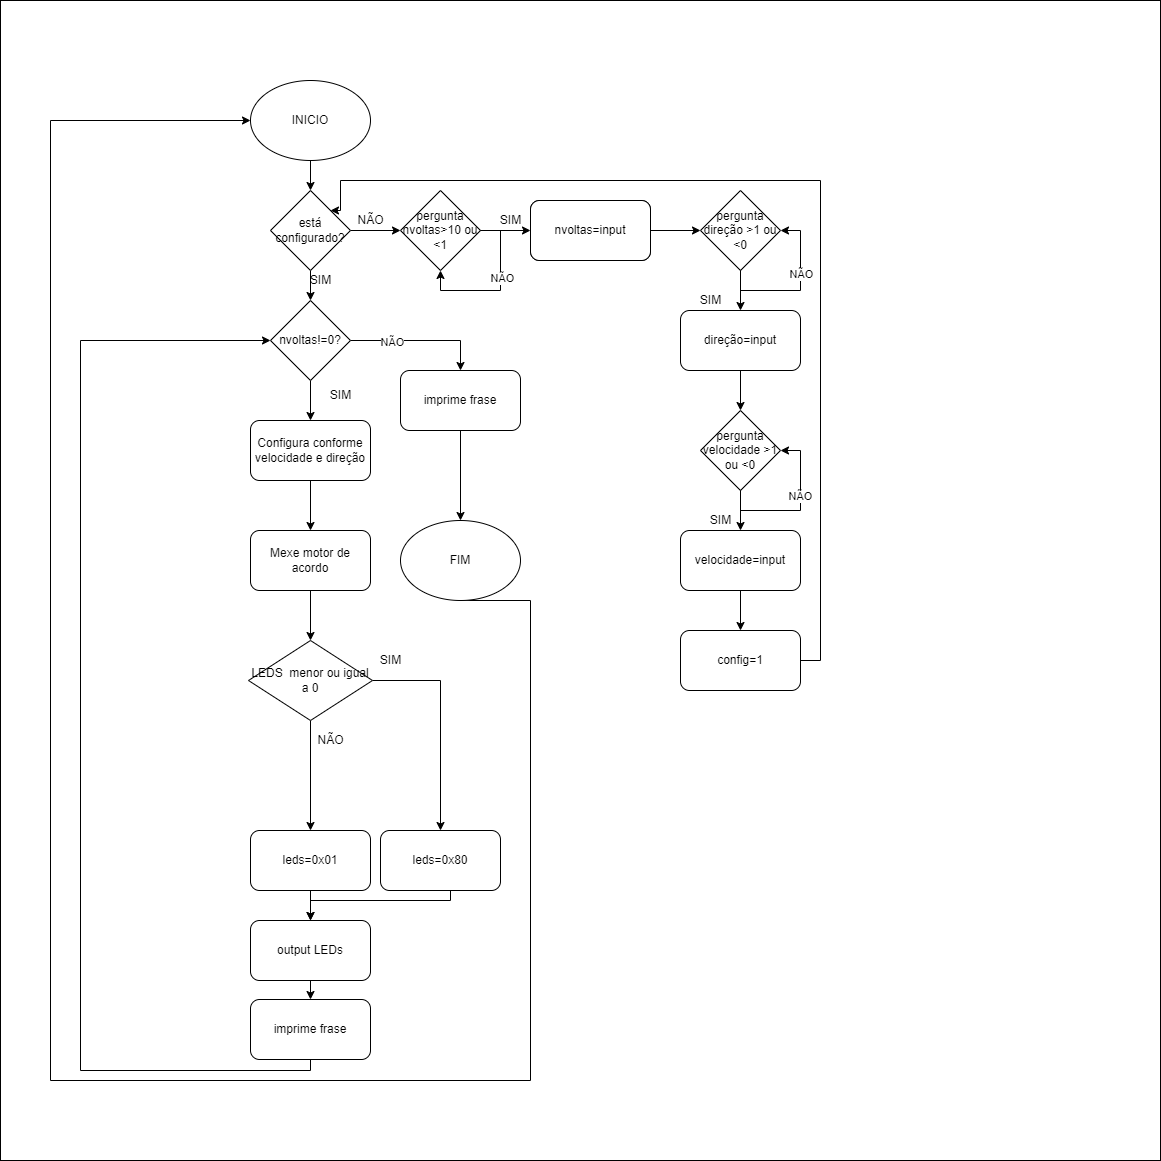 INICIO
está
configurado?
NÃO
pergunta
nvoltas>10 ou
<1
SIM
NÃO
nvoltas=input
pergunta
direção >1 ou
<0
NÃO
SIM
SIM
direção=input
nvoltas!=0?
NÃO
imprime frase
SIM
Configura conforme
velocidade e direção
pergunta
velocidade >1
ou <0
NÃO
SIM
Mexe motor de
acordo
FIM
velocidade=input
config=1
LEDS menor ou igual
a 0
SIM
NÃO
leds=0x01
leds=0x80
output LEDs
imprime frase